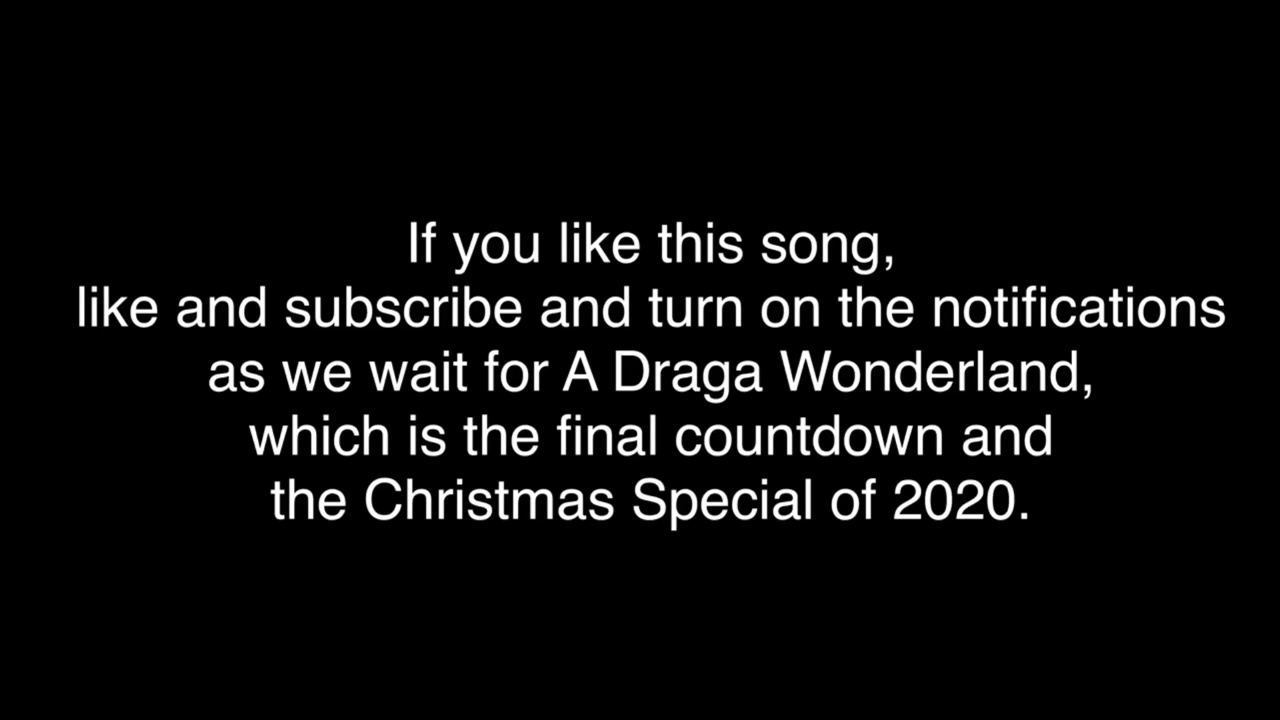 If you like this song,
like and subscribe and turn on the notifications
as we wait for A Draga Wonderland,
which is the final countdown and
the Christmas Special of 2020.